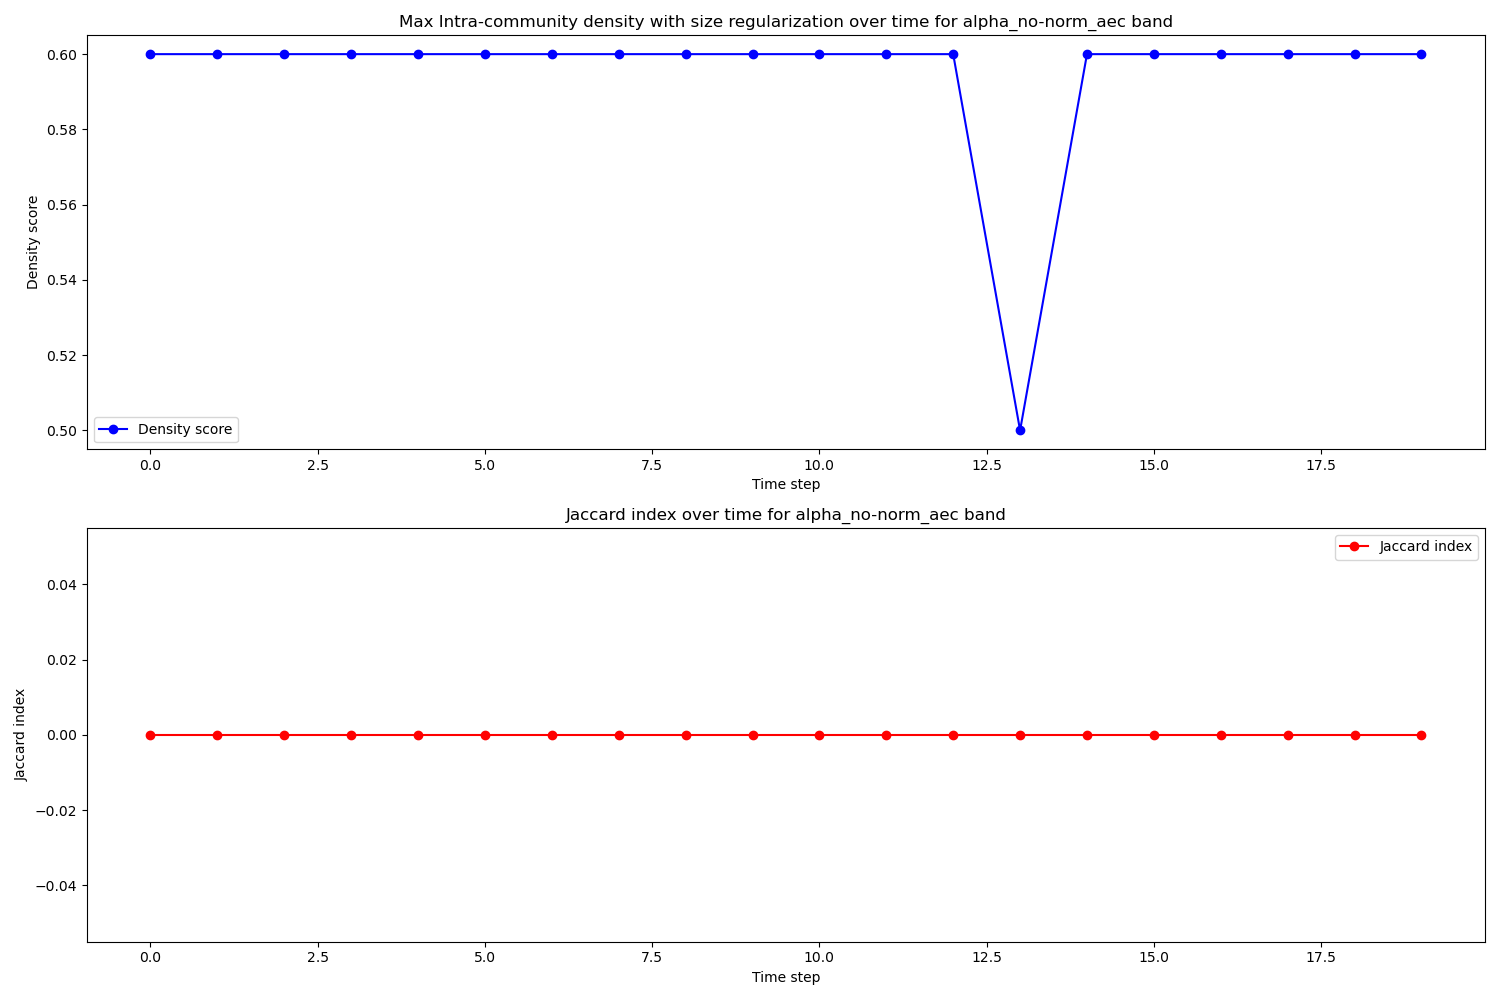 Max Intra-community density with size regularization over time for alpha_no-norm_aec band
Density score
0.60
0.58
0.56
0.54
0.52
0.50
Density score
0.0 2.5 5.0 7.5 10.0 12.5 15.0 17.5
Time step
Jaccard index over time for alpha_no-norm_aec band
Jaccard index
Jaccard index
0.04
0.02
0.00
−0.02
−0.04
0.0 2.5 5.0 7.5 10.0 12.5 15.0 17.5
Time step